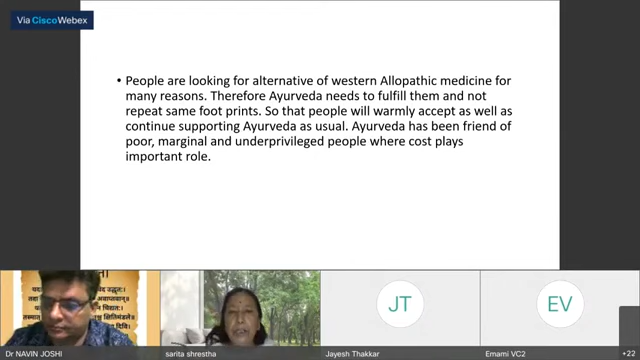 Via CiscoWebex
• People are looking for alternative of western Allopathic medicine for
many reasons. Therefore Ayurveda needs to fulfill them and not
repeat same foot prints. So that people will warmly accept as well as
continue supporting Ayurveda as usual. Ayurveda has been friend of
poor, marginal and underprivileged people where cost plays
important role.
JT
EV
Dr NAVIN JOSHI
sarita shrestha
Jayesh Thakkar
Emami VC2
+22